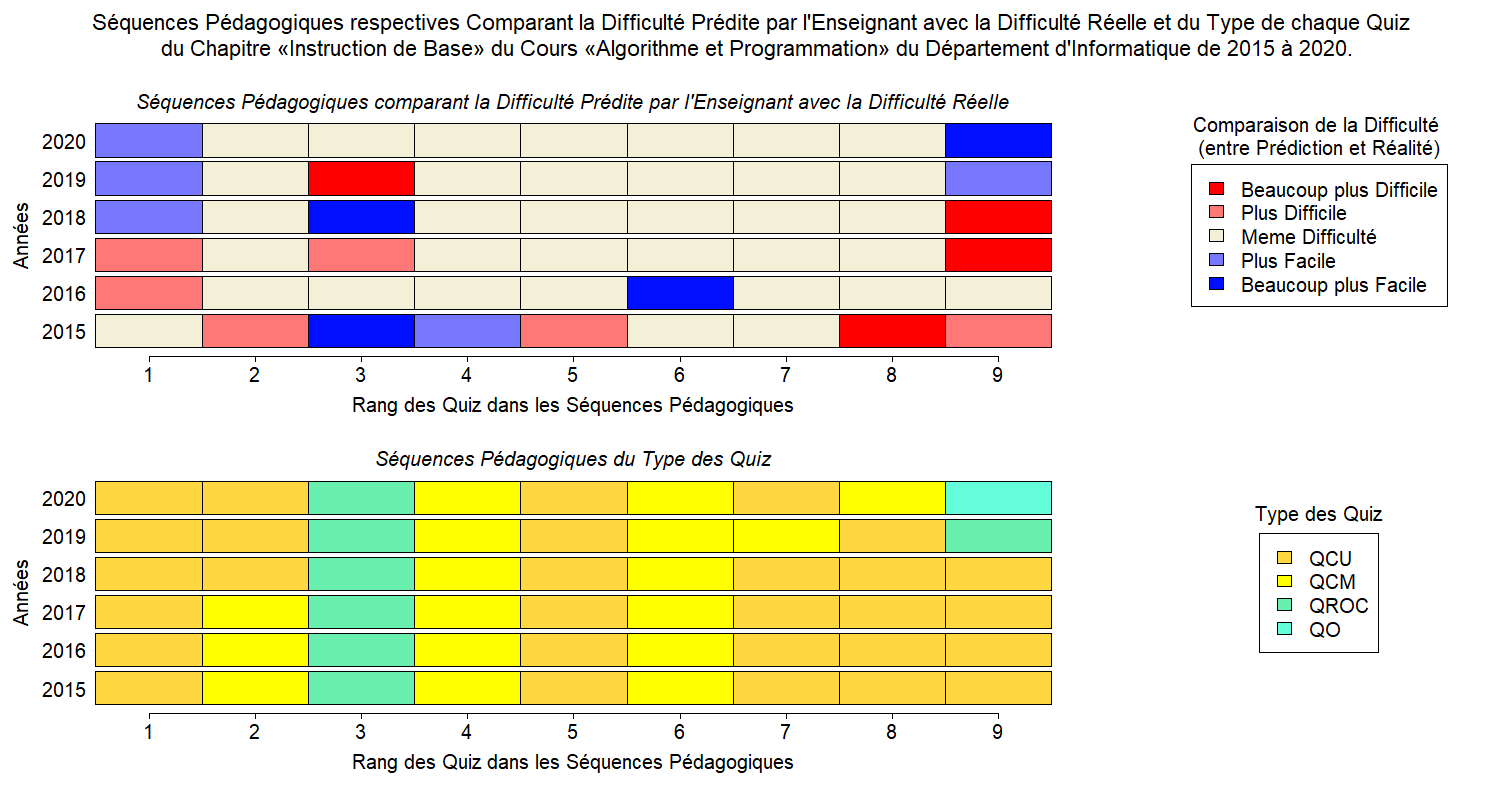 Séquences Pédagogiques respectives Comparant la Difficulté Prédite par l'Enseignant avec la Difficulté Réelle et du Type de chaque Quiz
du Chapitre «Instruction de Base» du Cours «Algorithme et Programmation» du Département d'Informatique de 2015 à 2020.
Séquences Pédagogiques comparant la Difficulté Prédite par l'Enseignant avec la Difficulté Réelle
Années
2020
2019
2018
2017
2016
2015
1 2 3 4 5 6 7 8 9
Rang des Quiz dans les Séquences Pédagogiques
Comparaison de la Difficulté
(entre Prédiction et Réalité)
Beaucoup plus Difficile
Plus Difficile
Meme Difficulté
Plus Facile
Beaucoup plus Facile
Séquences Pédagogiques du Type des Quiz
Années
2020
2019
2018
2017
2016
2015
1 2 3 4 5 6 7 8 9
Rang des Quiz dans les Séquences Pédagogiques
Type des Quiz
QCU
QCM
QROC
QO